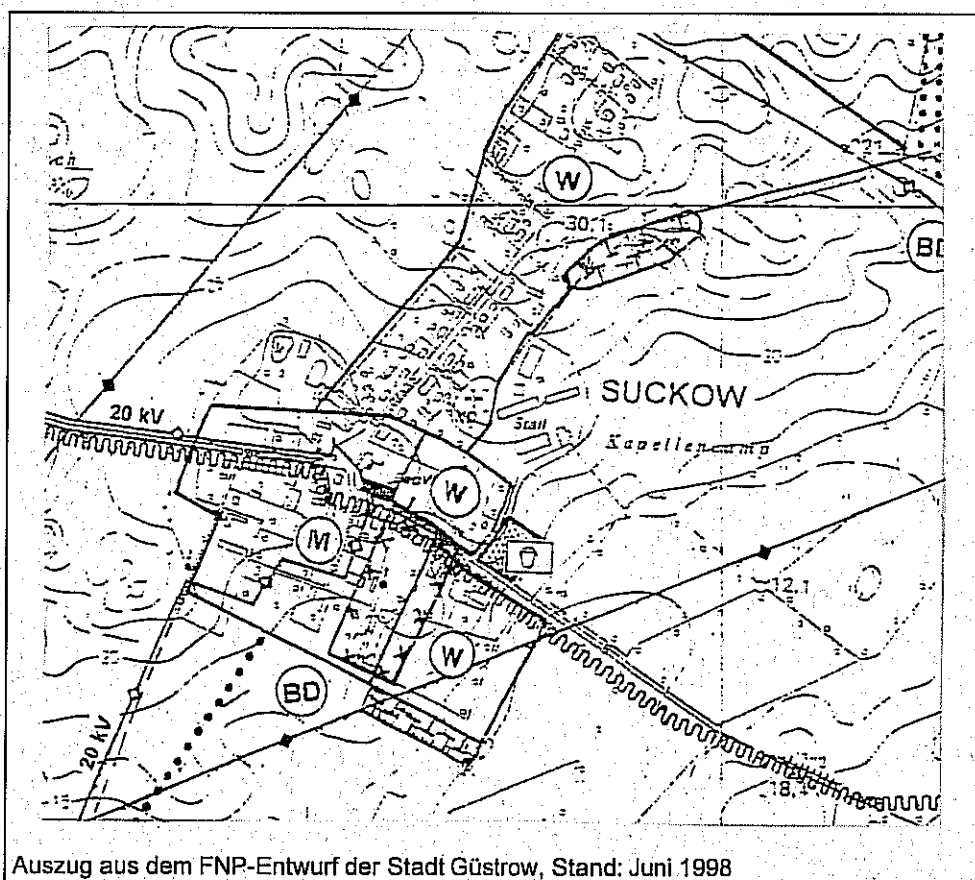 W
30.1
BD
SUCKOW
20 kV
Stall
Kapellencamp
W
M
12.1
W
BD
20 kV
18.1
Auszug aus dem FNP-Entwurf der Stadt Güstrow, Stand: Juni 1998